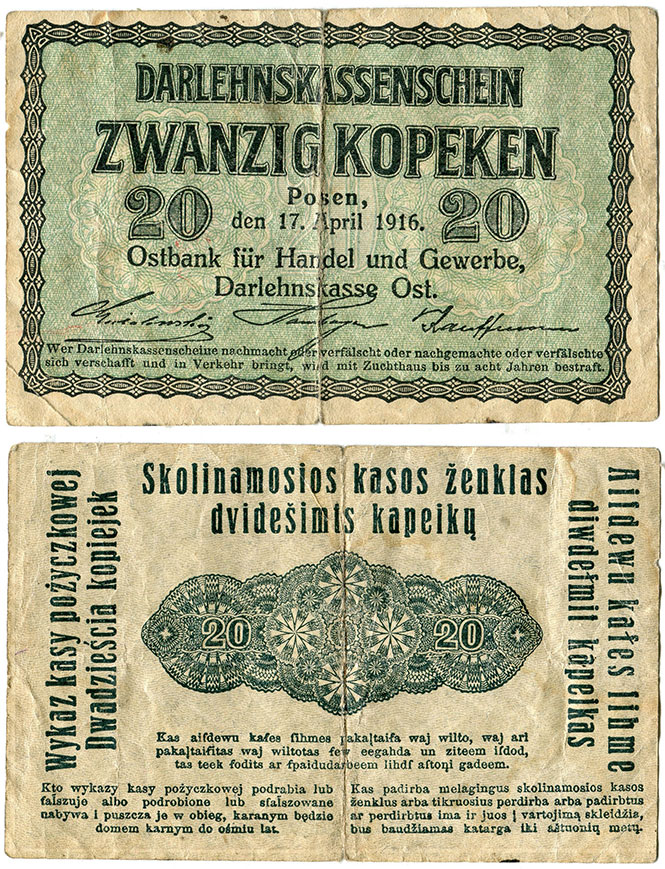 DARLEHNSKASSENSCHEIN
ZWANZIG KOPEKEN
20 Posen, 20
den 17. April 1916.
Ostbank für Handel und Gewerbe,
Darlehnskasse Ost.
Kauffmann
Wer Darlehnskassenscheine nachmacht oder verfälscht oder nachgemachte oder verfälschte
sich verschafft und in Verkehr bringt, wird mit Zuchthaus bis zu acht Jahren bestraft.
Wykaz kasy pożyczkowej
Dwadzieścia kopiejek
Skolinamosios kasos ženklas
dvidešimts kapeikų
Aiſdewu kaſes ſihme
diwdeſmit kapeikas
20 20
Kas aiſdewu kaſes ſihmes pakaļtaiſa waj wilto, waj ari
pakaļtaiſitas waj wiltotas ſew eegahda un ziteem iſdod,
tas teek ſodits ar ſpaidudarbeem lihdſ aſtoņi gadeem.
Kto wykazy kasy pożyczkowej podrabia lub
fałszuje albo podrobione lub sfałszowane
nabywa i puszcza je w obieg, karanym będzie
domem karnym do ośmiu lat.
Kas padirba melagingus skolinamosios kasos
ženklus arba tikruosius perdirba arba padirbtus
ar perdirbtus ima ir juos į vartojimą skleidžia,
bus baudžiamas katarga iki aštuonių metų.